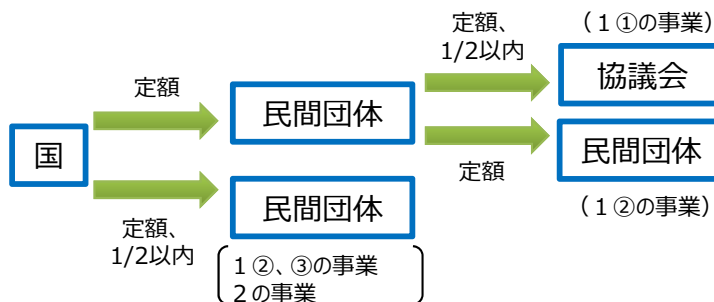 定額、
1/2以内
(1①の事業)
協議会
定額
民間団体
国
定額
民間団体
(1②の事業)
定額、
1/2以内
民間団体
1②、③の事業
2の事業